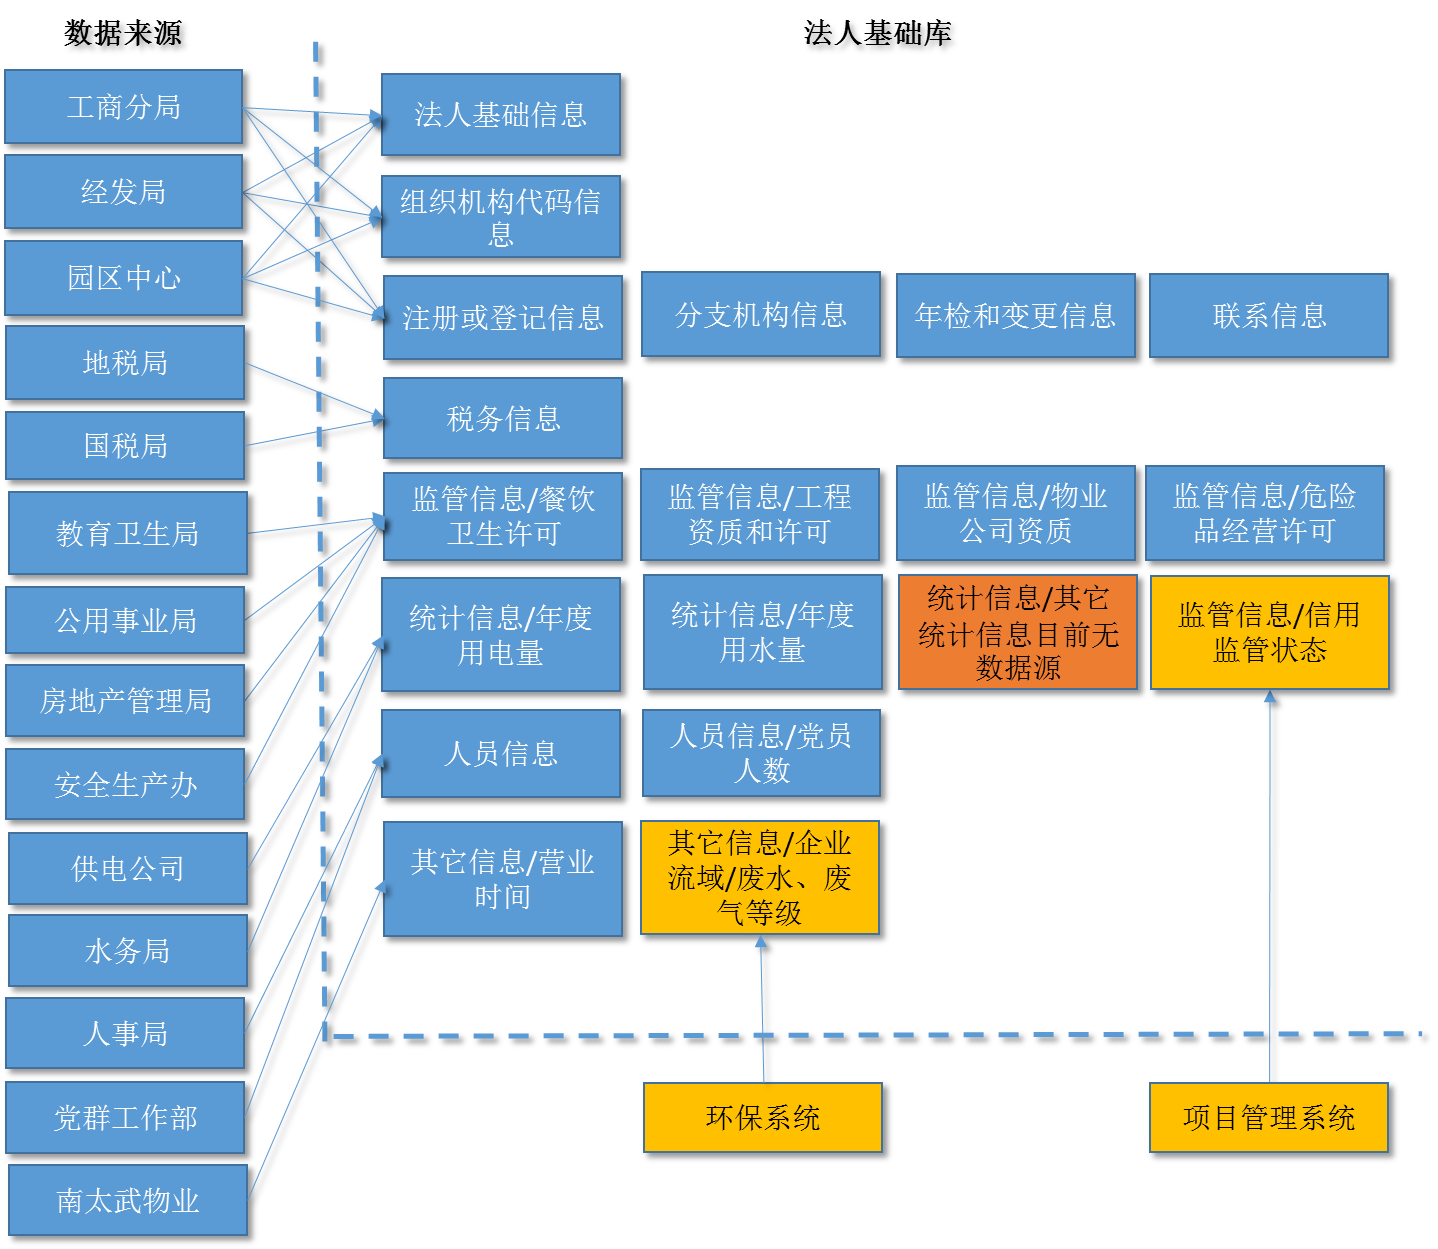 数据来源
法人基础库
工商分局
经发局
园区中心
地税局
国税局
教育卫生局
公用事业局
房地产管理局
安全生产办
供电公司
水务局
人事局
党群工作部
南太武物业
法人基础信息
组织机构代码信
息
注册或登记信息
分支机构信息
年检和变更信息
联系信息
税务信息
监管信息/餐饮
卫生许可
监管信息/工程
资质和许可
监管信息/物业
公司资质
监管信息/危险
品经营许可
统计信息/年度
用电量
统计信息/年度
用水量
统计信息/其它
统计信息目前无
数据源
监管信息/信用
监管状态
人员信息
人员信息/党员
人数
其它信息/营业
时间
其它信息/企业
流域/废水、废
气等级
环保系统
项目管理系统